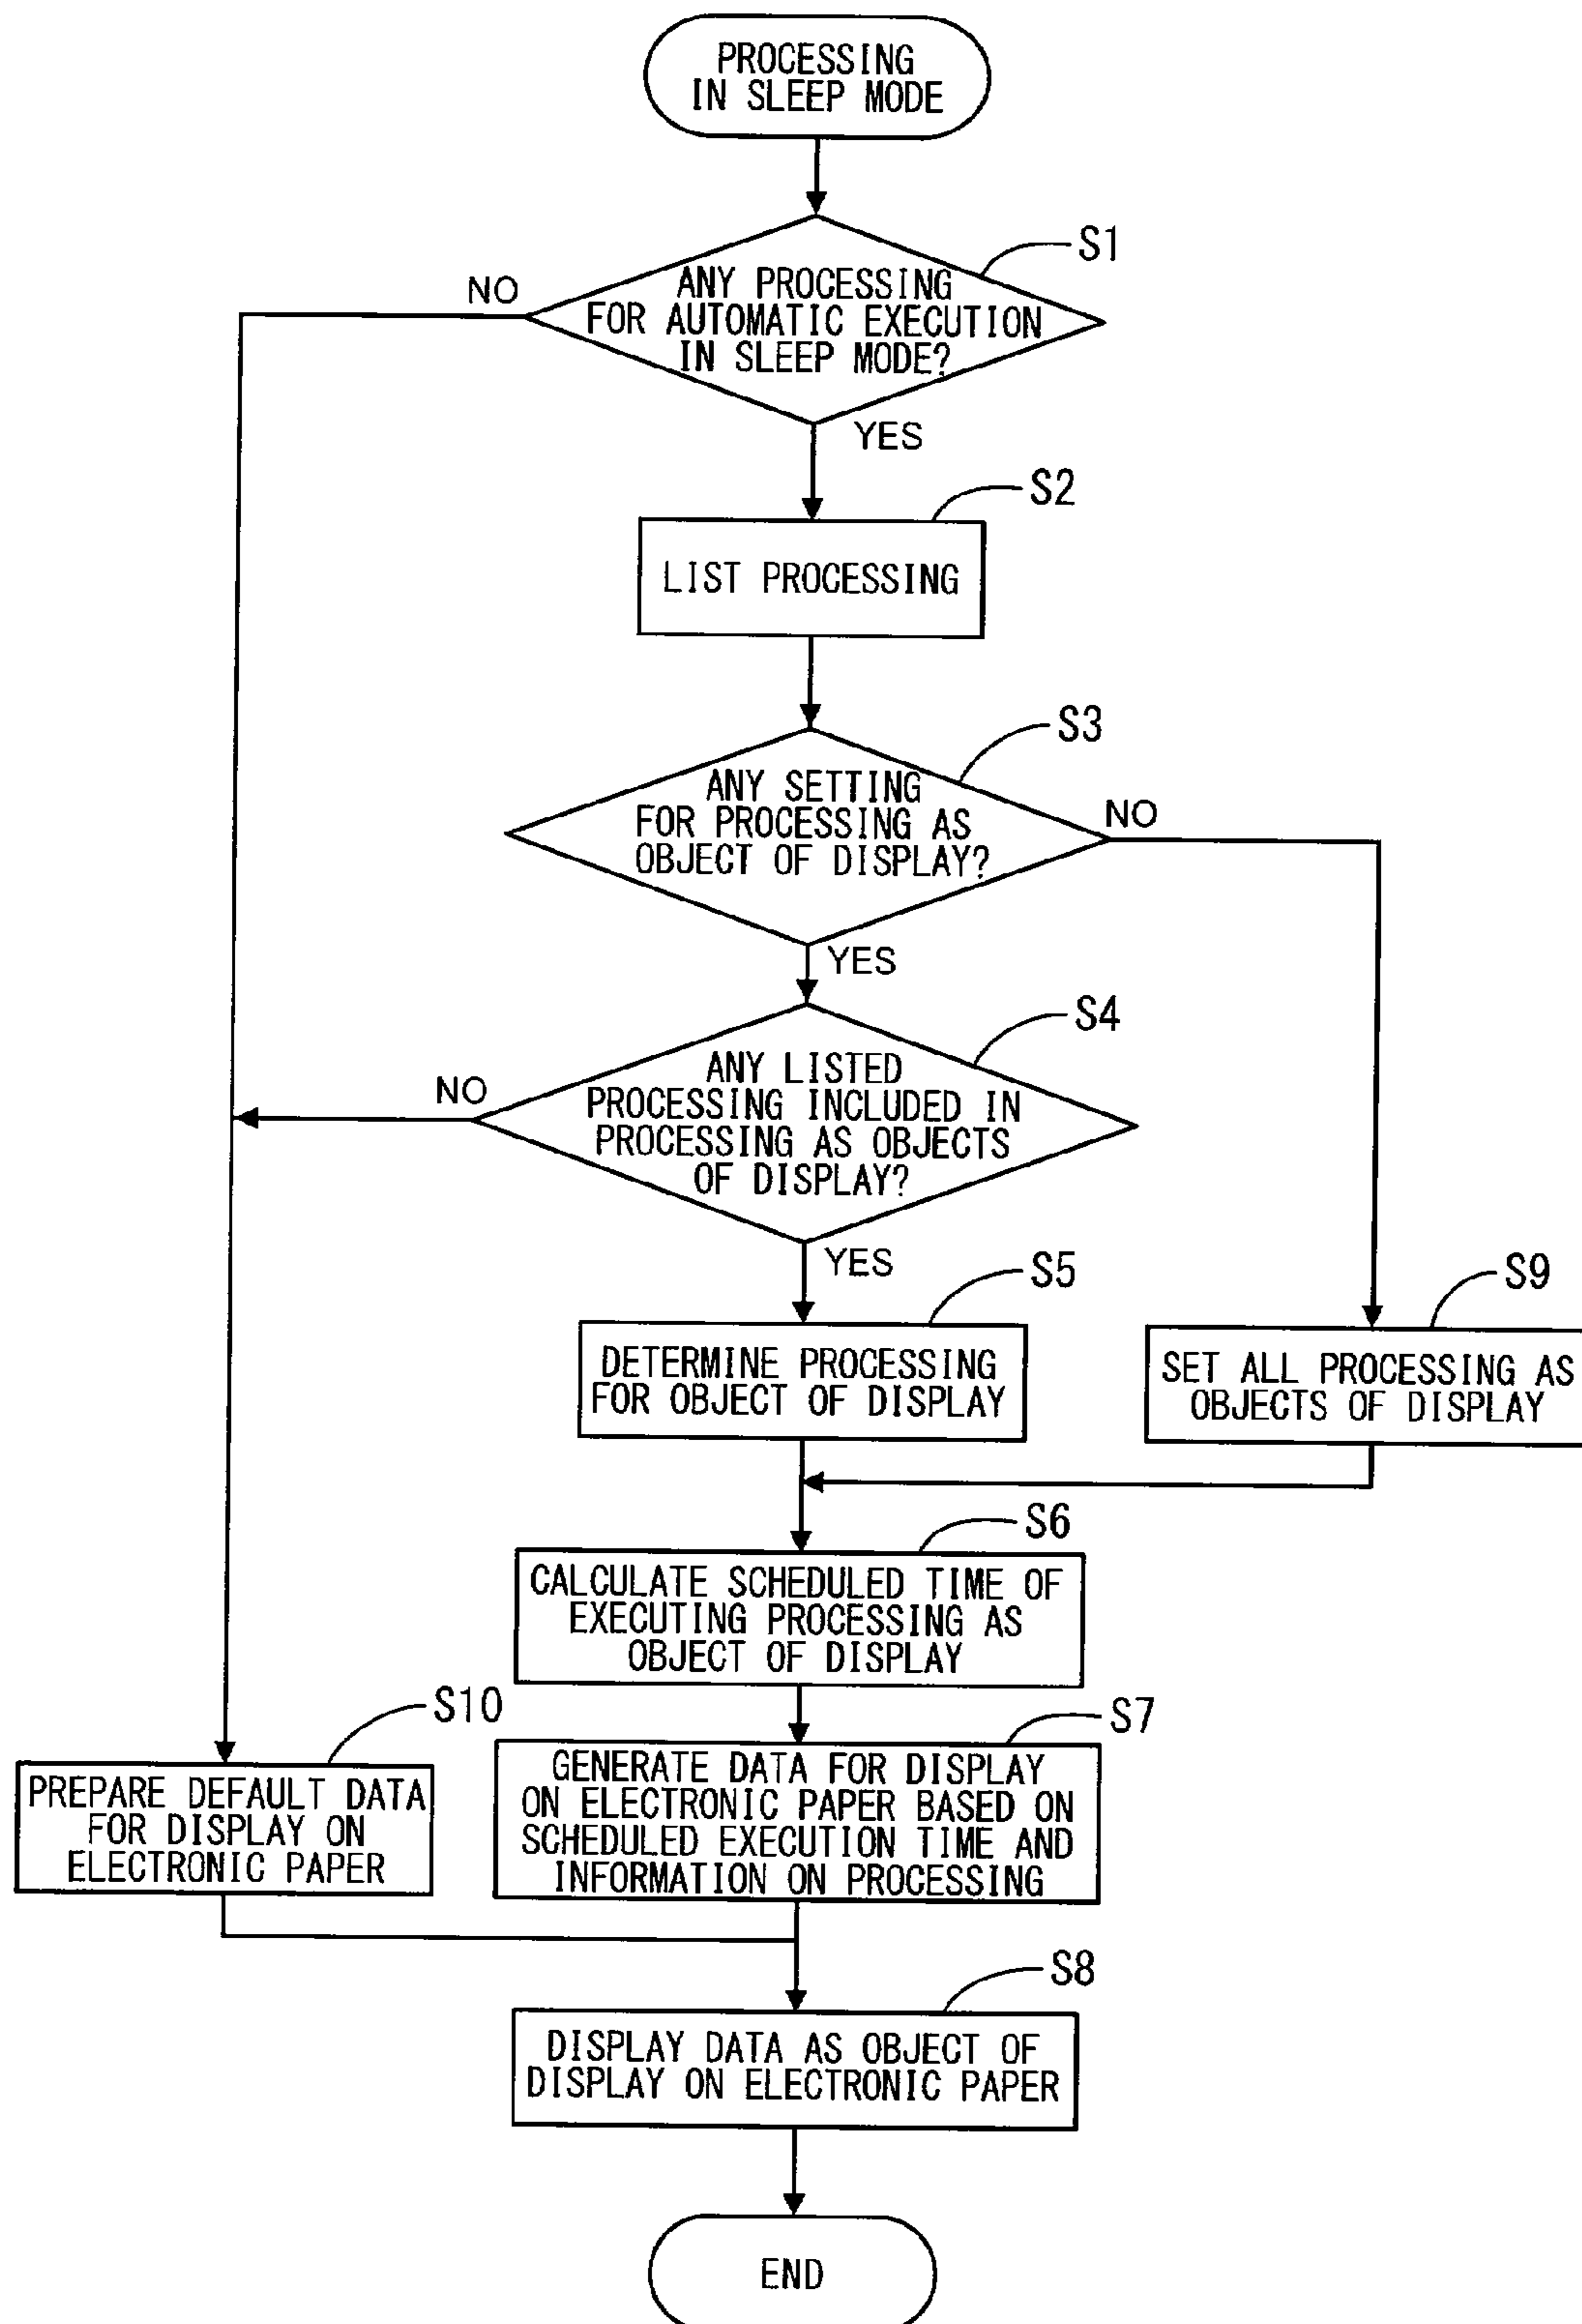 PROCESSING
IN SLEEP MODE
S1
NO
ANY PROCESSING
FOR AUTOMATIC EXECUTION
IN SLEEP MODE?
YES
S2
LIST PROCESSING
S3
ANY SETTING
FOR PROCESSING AS
OBJECT OF DISPLAY?
NO
YES
S4
NO
ANY LISTED
PROCESSING INCLUDED IN
PROCESSING AS OBJECTS
OF DISPLAY?
YES
S5
S9
DETERMINE PROCESSING
FOR OBJECT OF DISPLAY
SET ALL PROCESSING AS
OBJECTS OF DISPLAY
S6
CALCULATE SCHEDULED TIME OF
EXECUTING PROCESSING AS
OBJECT OF DISPLAY
S10
S7
PREPARE DEFAULT DATA
FOR DISPLAY ON
ELECTRONIC PAPER
GENERATE DATA FOR DISPLAY
ON ELECTRONIC PAPER BASED ON
SCHEDULED EXECUTION TIME AND
INFORMATION ON PROCESSING
S8
DISPLAY DATA AS OBJECT OF
DISPLAY ON ELECTRONIC PAPER
END